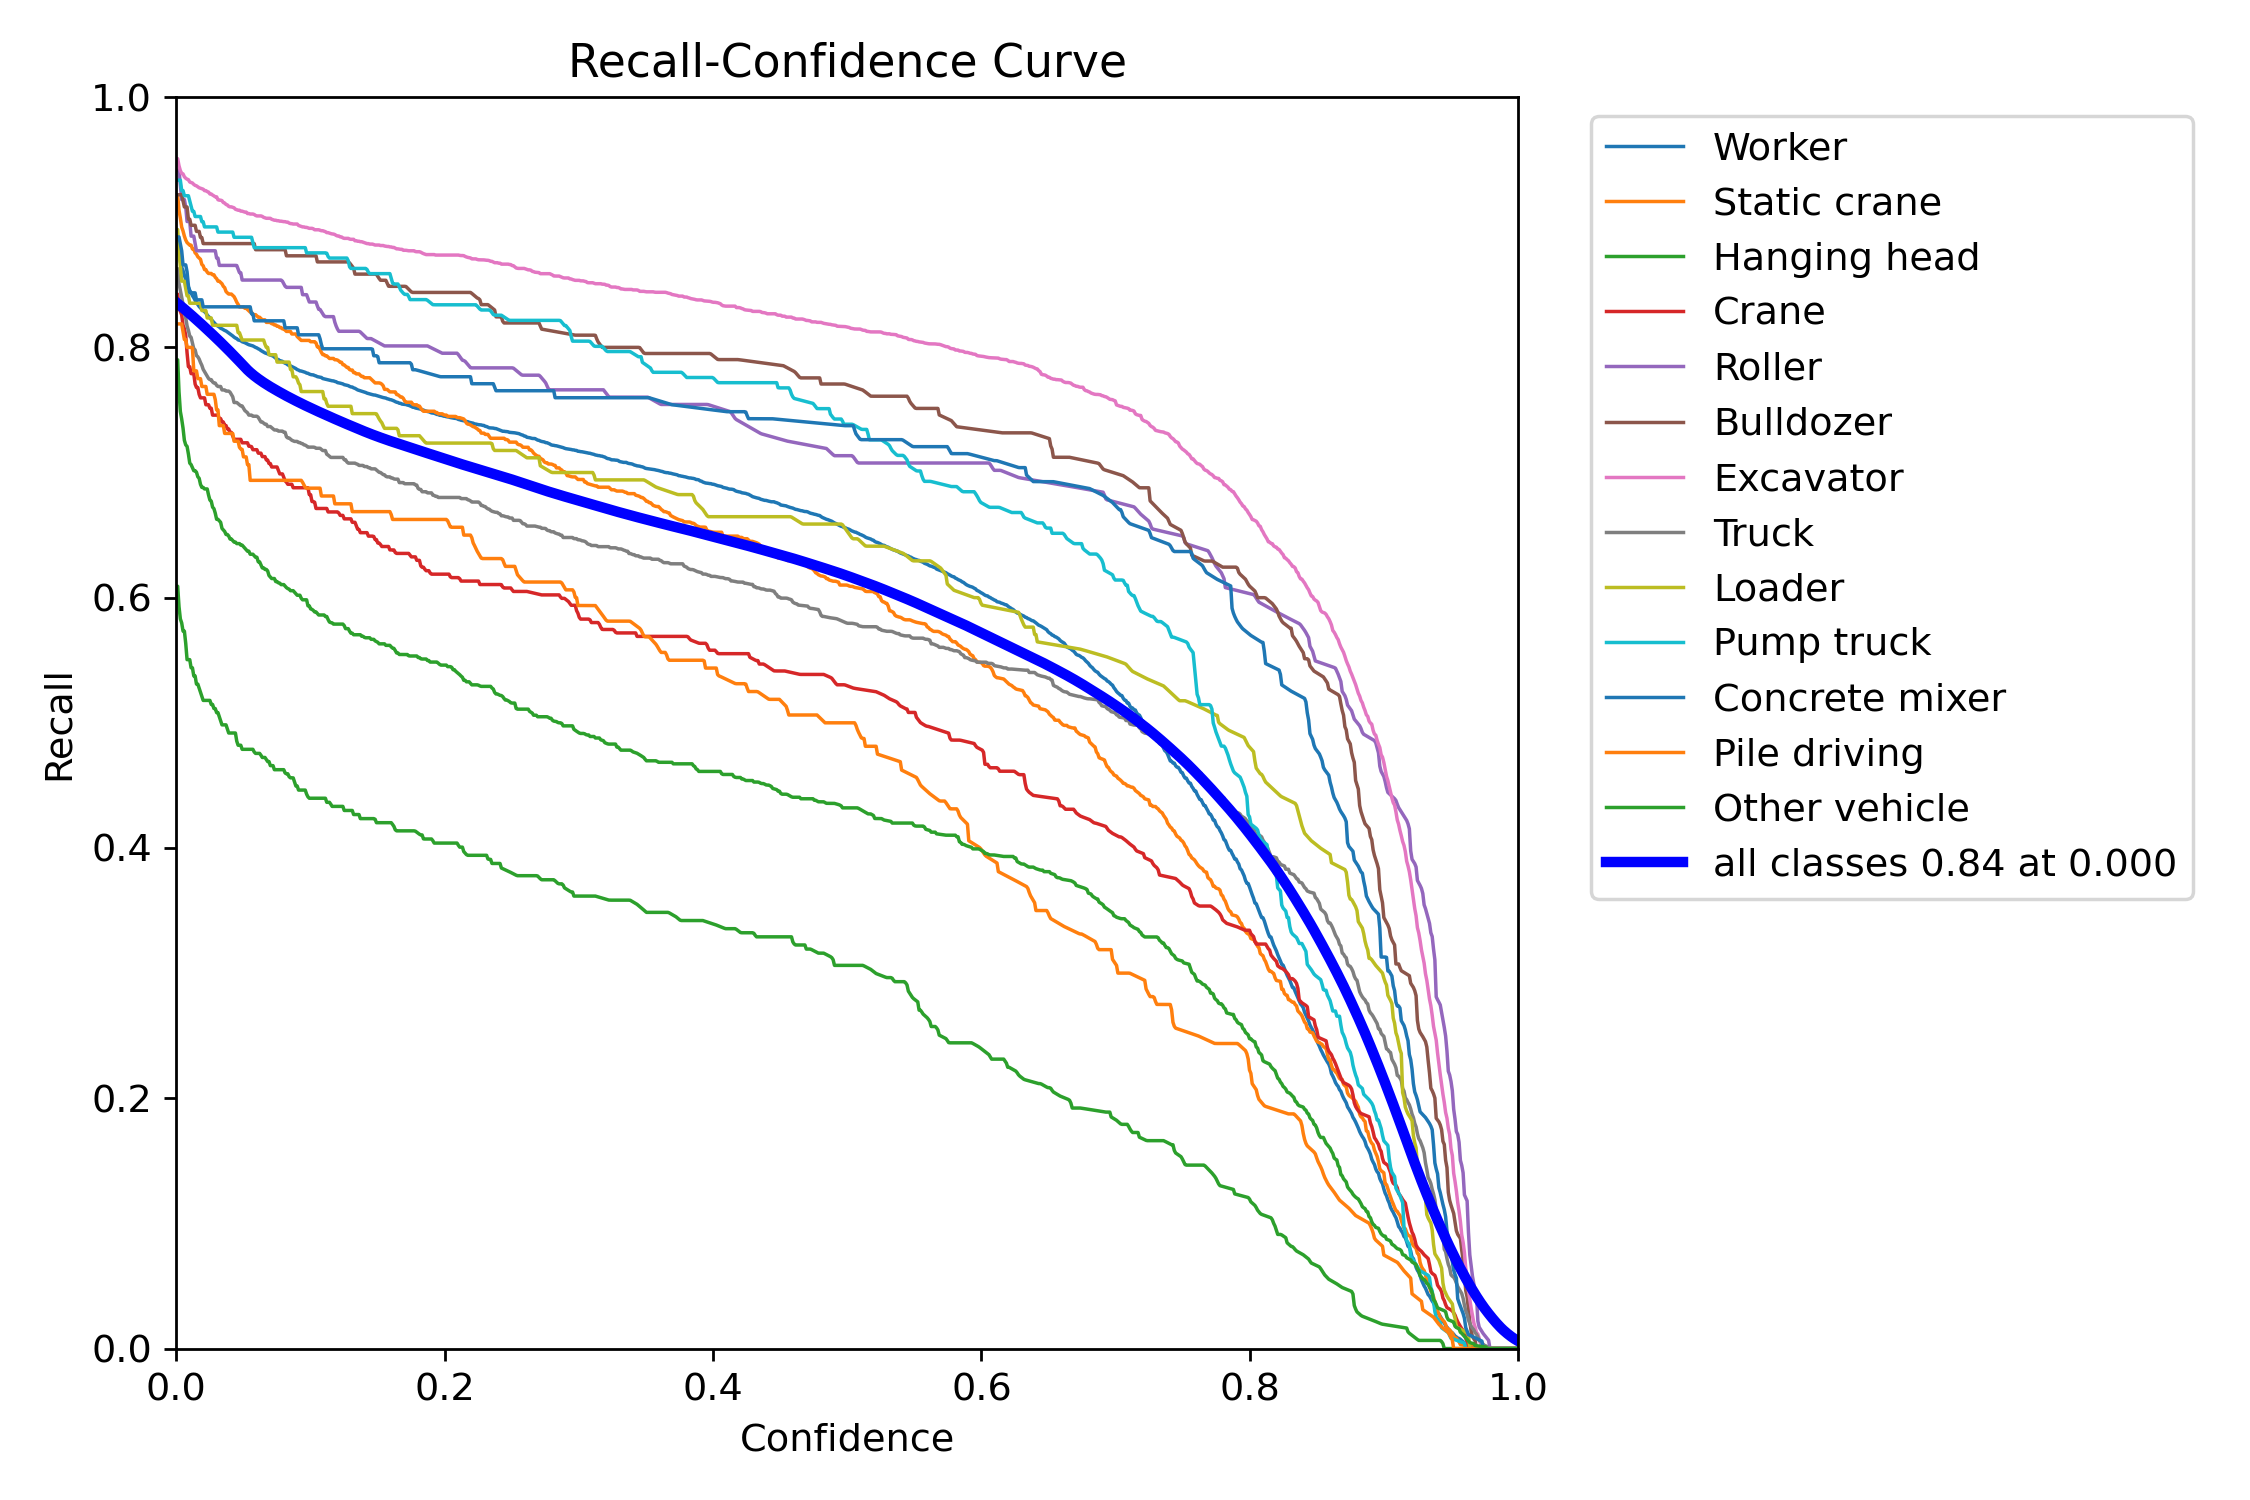 Recall-Confidence Curve
1.0
0.8
0.6
0.4
0.2
0.0
Recall
0.0 0.2 0.4 0.6 0.8 1.0
Confidence
Worker
Static crane
Hanging head
Crane
Roller
Bulldozer
Excavator
Truck
Loader
Pump truck
Concrete mixer
Pile driving
Other vehicle
all classes 0.84 at 0.000